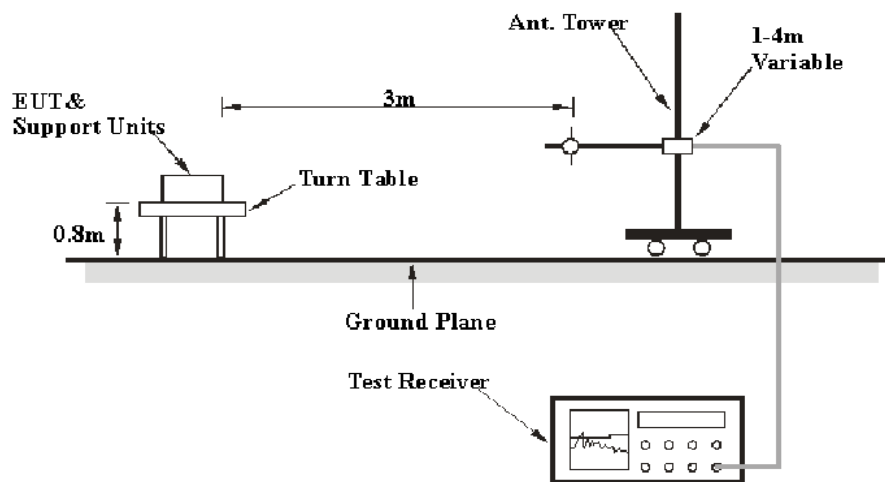 Ant. Tower
1-4m
Variable
3m
EUT&
Support Units
Turn Table
0.8m
Ground Plane
Test Receiver